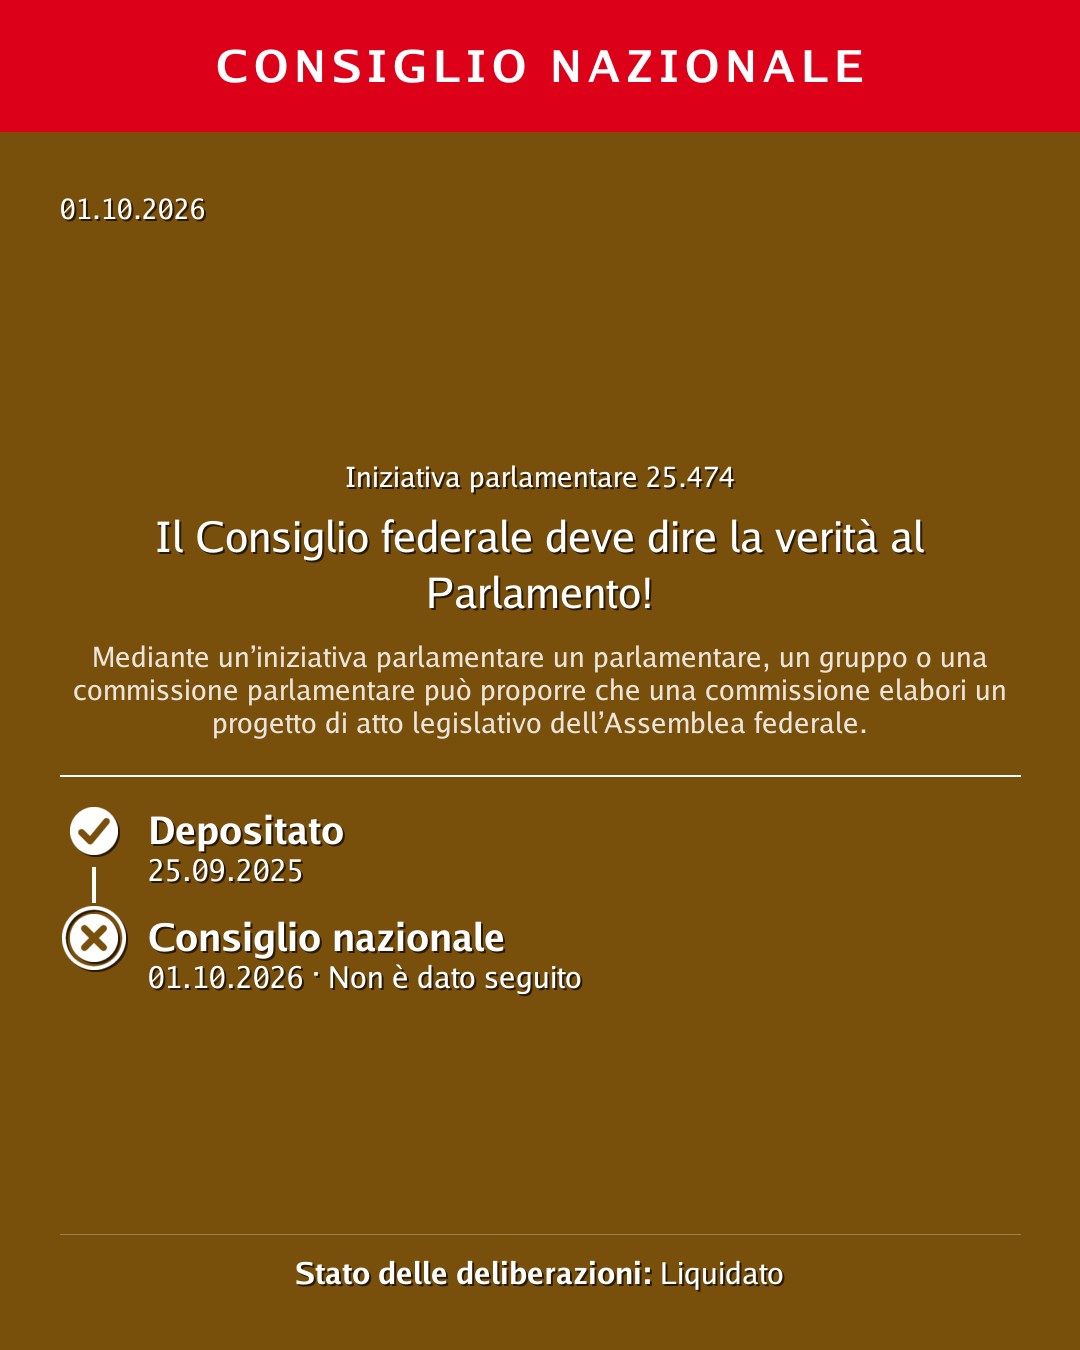 CONSIGLIO NAZIONALE
01.10.2026
Iniziativa parlamentare 25.474
Il Consiglio federale deve dire la verità al
Parlamento!
Mediante un’iniziativa parlamentare un parlamentare, un gruppo o una
commissione parlamentare può proporre che una commissione elabori un
progetto di atto legislativo dell’Assemblea federale.
Depositato
25.09.2025
Consiglio nazionale
01.10.2026 · Non è dato seguito
Stato delle deliberazioni: Liquidato